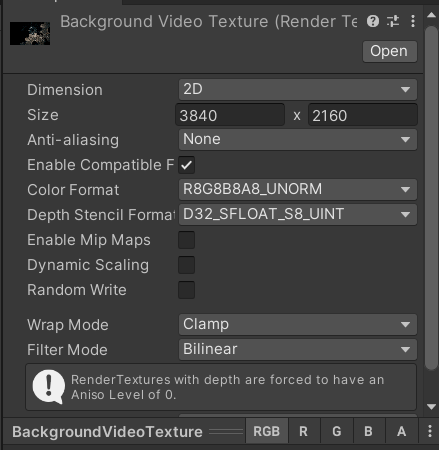 Background Video Texture (Render Te
Open
Dimension 2D
Size 3840 x 2160
Anti-aliasing None
Enable Compatible F
Color Format R8G8B8A8_UNORM
Depth Stencil Format D32_SFLOAT_S8_UINT
Enable Mip Maps
Dynamic Scaling
Random Write
Wrap Mode Clamp
Filter Mode Bilinear
RenderTextures with depth are forced to have an
Aniso Level of 0.
BackgroundVideoTexture RGB R G B A